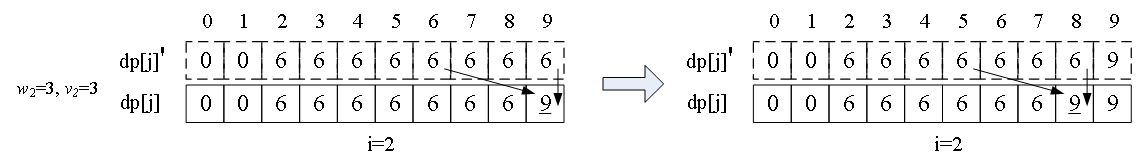 0 1 2 3 4 5 6 7 8 9 0 1 2 3 4 5 6 7 8 9
dp[j]' 0 0 6 6 6 6 6 6 6 6 dp[j]' 0 0 6 6 6 6 6 6 6 9
w2=3, v2=3
dp[j] 0 0 6 6 6 6 6 6 6 9 dp[j] 0 0 6 6 6 6 6 6 9 9
i=2 i=2